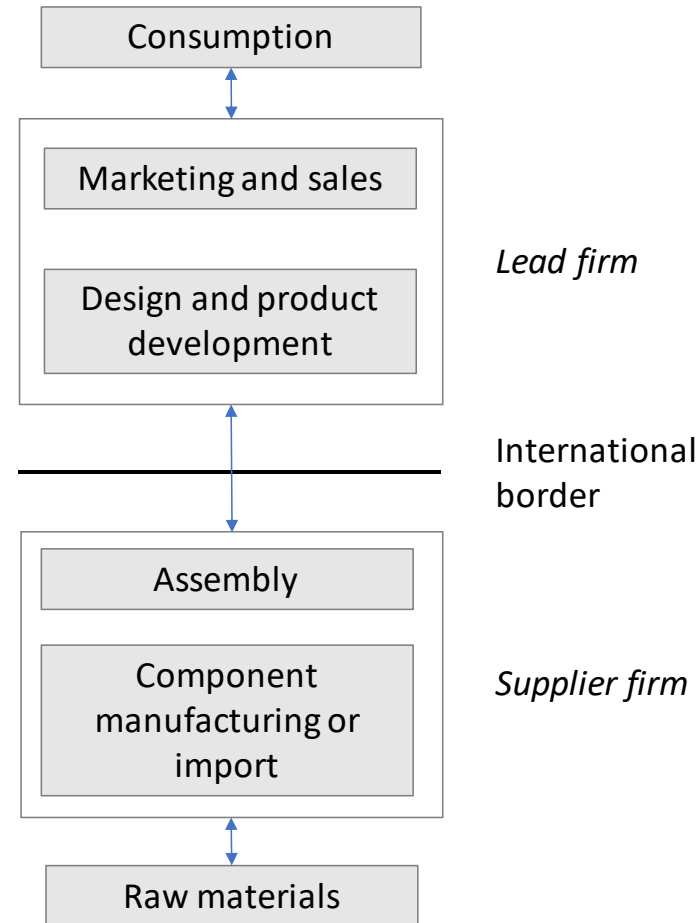 Consumption
Marketing and sales
Lead firm
Design and product
development
International
border
Assembly
Supplier firm
Component
manufacturing or
import
Raw materials